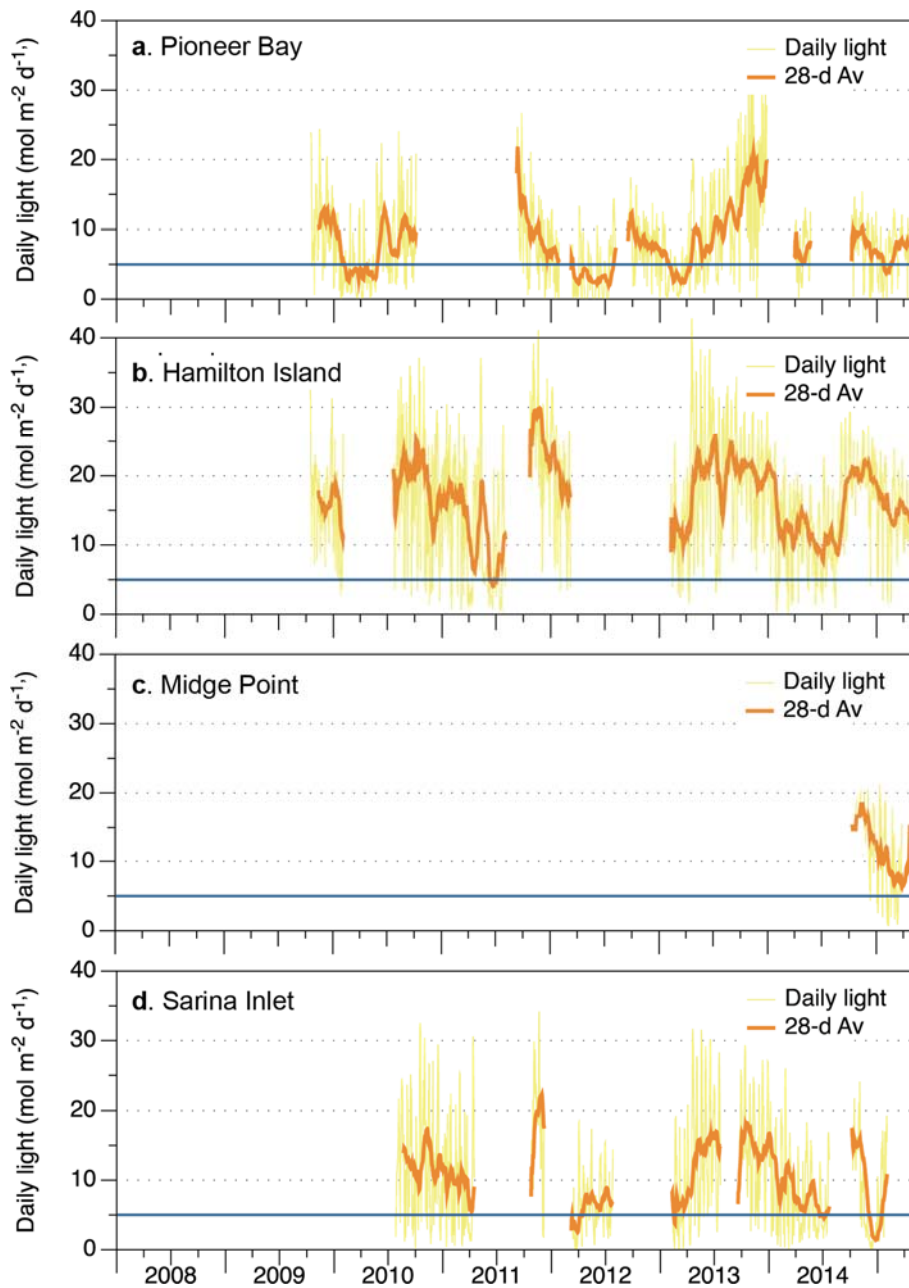 40
a. Pioneer Bay
Daily light
28-d Av
30
20
10
0
Daily light (mol m-2 d-1,)
40
b. Hamilton Island
Daily light
28-d Av
30
20
10
0
Daily light (mol m-2 d-1,)
40
c. Midge Point
Daily light
28-d Av
30
20
10
0
Daily light (mol m-2 d-1,)
40
d. Sarina Inlet
Daily light
28-d Av
30
20
10
0
Daily light (mol m-2 d-1,)
2008 2009 2010 2011 2012 2013 2014